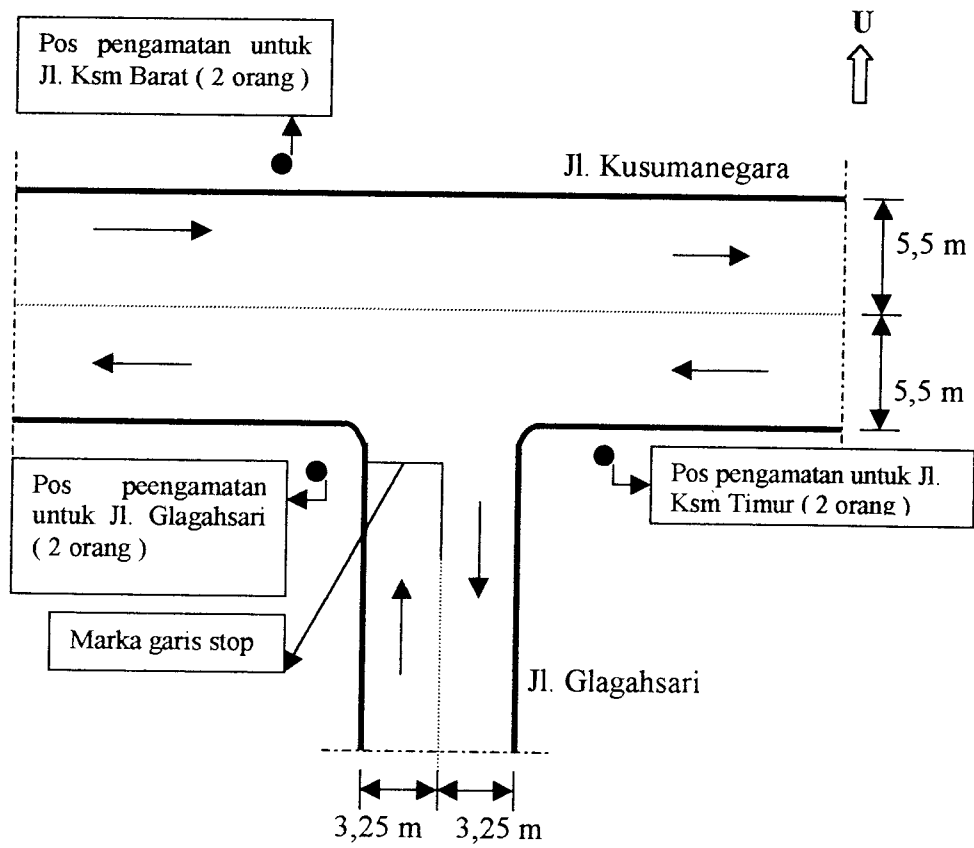 U
Pos pengamatan untuk
Jl. Ksm Barat ( 2 orang )
Jl. Kusumanegara
5,5 m
5,5 m
Pos peengamatan
untuk Jl. Glagahsari
( 2 orang )
Pos pengamatan untuk Jl.
Ksm Timur ( 2 orang )
Marka garis stop
Jl. Glagahsari
3,25 m
3,25 m